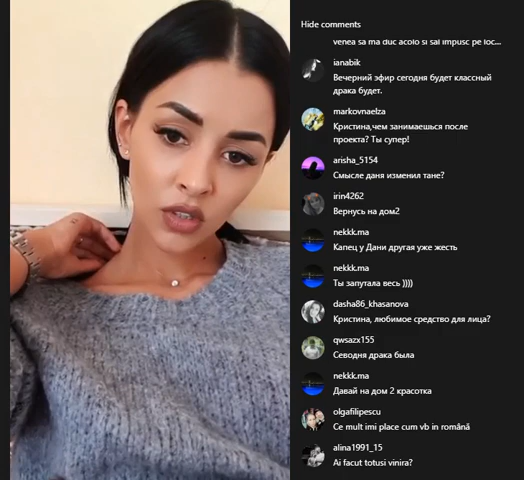 Hide comments
venea sa ma duc acolo si sal impusc pe loc...
ianabik
Вечерний эфир сегодня будет классный
драка будет.
markovnaelza
Кристина,чем занимаешься после
проекта? Ты супер!
arisha_5154
Смысле даня изменил тане?
irin4262
Вернусь на дом2
nekkk.ma
Капец у Дани другая уже жесть
nekkk.ma
Ты запутала весь ))))
dasha86_khasanova
Кристина, любимое средство для лица?
qwsazx155
Севодня драка была
nekkk.ma
Давай на дом 2 красотка
olgafilipescu
Ce mult imi place cum vb in română
alina1991_15
Ai facut totusi vinira?